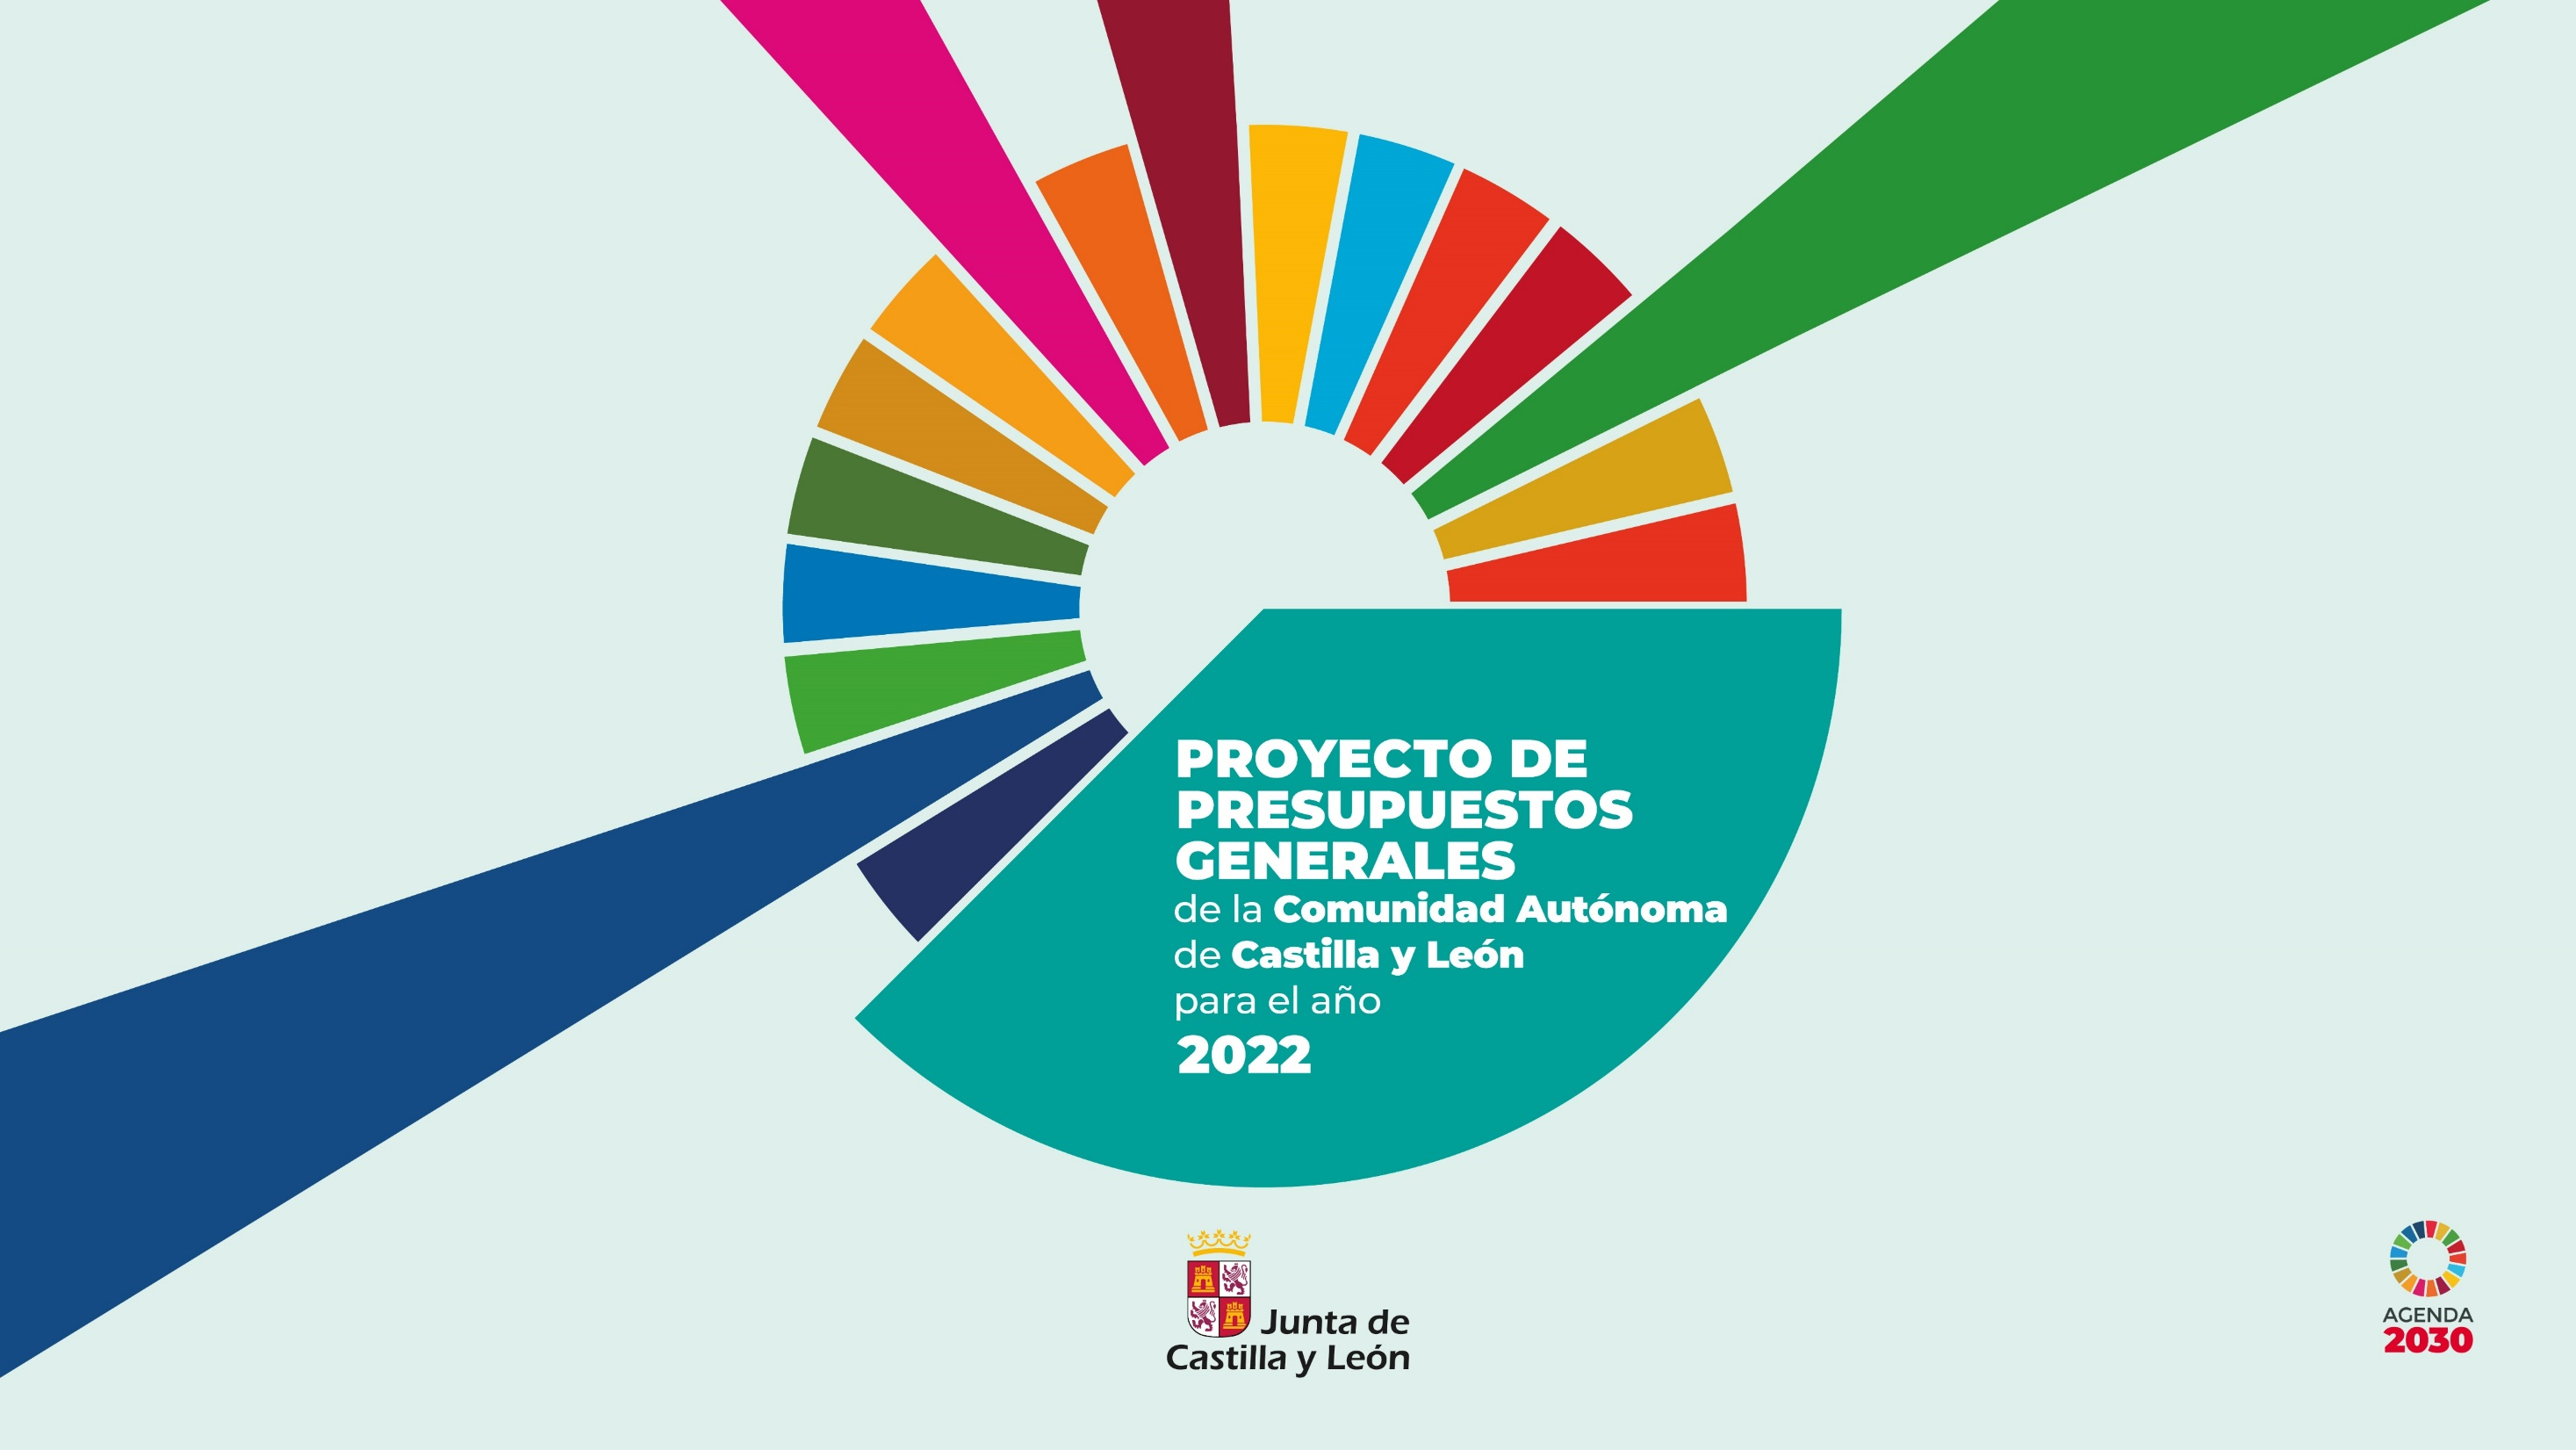 PROYECTO DE
PRESUPUESTOS
GENERALES
de la Comunidad Autónoma
de Castilla y León
para el año
2022
Junta de
Castilla y León
AGENDA
2030